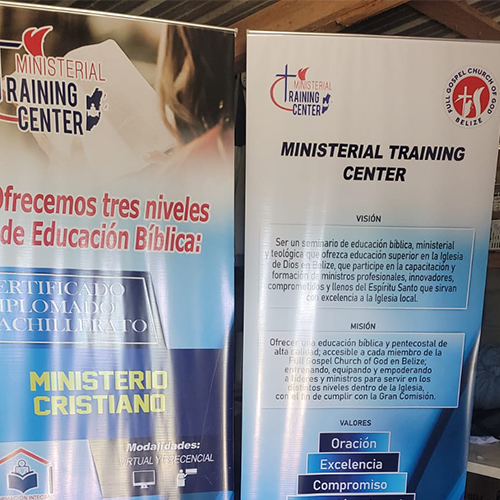 MINISTERIAL
TRAINING
CENTER
Ofrecemos tres niveles
de Educación Bíblica:
CERTIFICADO
DIPLOMADO
BACHILLERATO
MINISTERIO
CRISTIANO
Modalidades:
VIRTUAL Y PRECENCIAL
MINISTERIAL
TRAINING
CENTER
FULL GOSPEL CHURCH OF GOD
BELIZE
MINISTERIAL TRAINING
CENTER
VISIÓN
Ser un seminario de educación bíblica, ministerial
y teológica que ofrezca educación superior en la Iglesia
de Dios en Belize, que participe en la capacitación y
formación de ministros profesionales, innovadores,
comprometidos y llenos del Espíritu Santo que sirvan
con excelencia a la Iglesia local.
MISIÓN
Ofrecer una educación bíblica y pentecostal de
alta calidad; accesible a cada miembro de la
Full Gospel Church of God en Belize;
entrenando, equipando y empoderando
a líderes y ministros para servir en los
distintos niveles dentro de la Iglesia,
con el fin de cumplir con la Gran Comisión.
VALORES
Oración
Excelencia
Compromiso